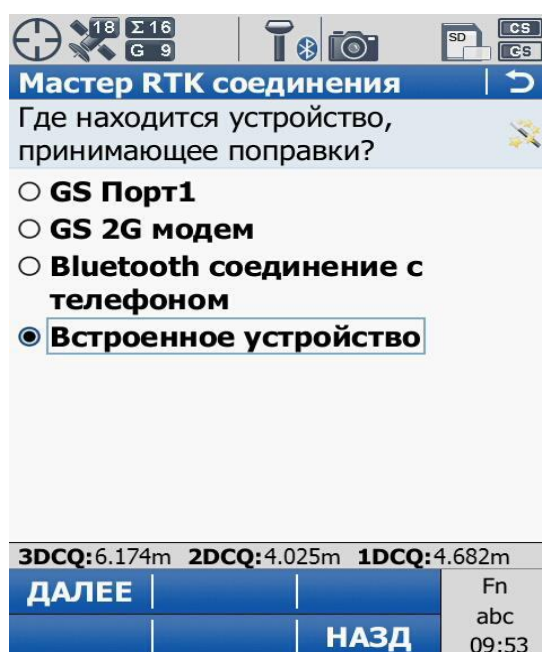 18 Σ16
G 9
SD
CS
GS
Мастер RTK соединения
Где находится устройство,
принимающее поправки?
GS Порт1
GS 2G модем
Bluetooth соединение с
телефоном
Встроенное устройство
3DCQ:6.174m 2DCQ:4.025m 1DCQ:4.682m
ДАЛЕЕ
Fn
abc
НАЗД
09:53